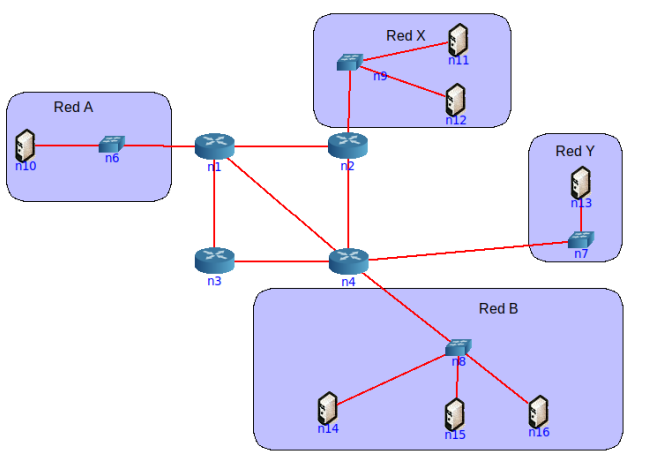 Red X
n11
n9
n12
Red A
n10
n6
n1
n2
Red Y
n13
n7
n3
n4
Red B
n8
n14
n15
n16